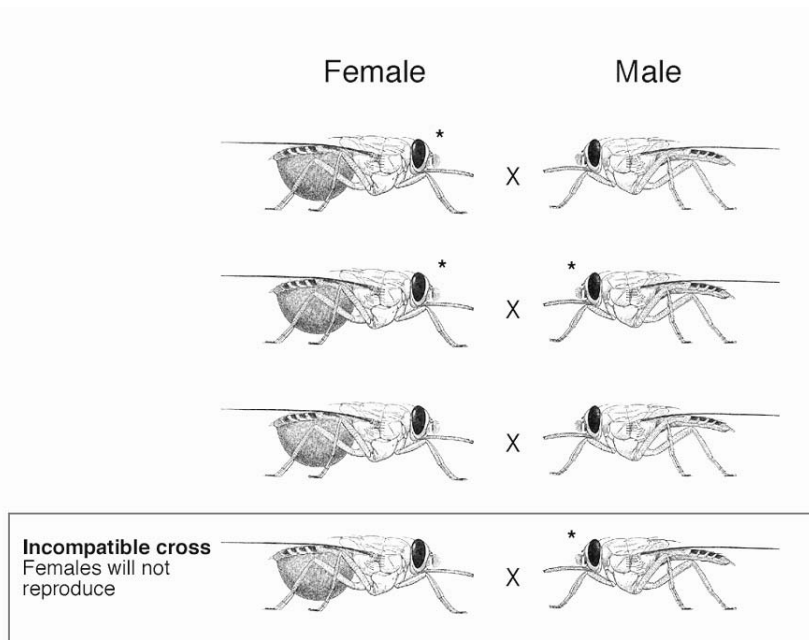 Female Male
* X
* * X
X
Incompatible cross
Females will not
reproduce
* X